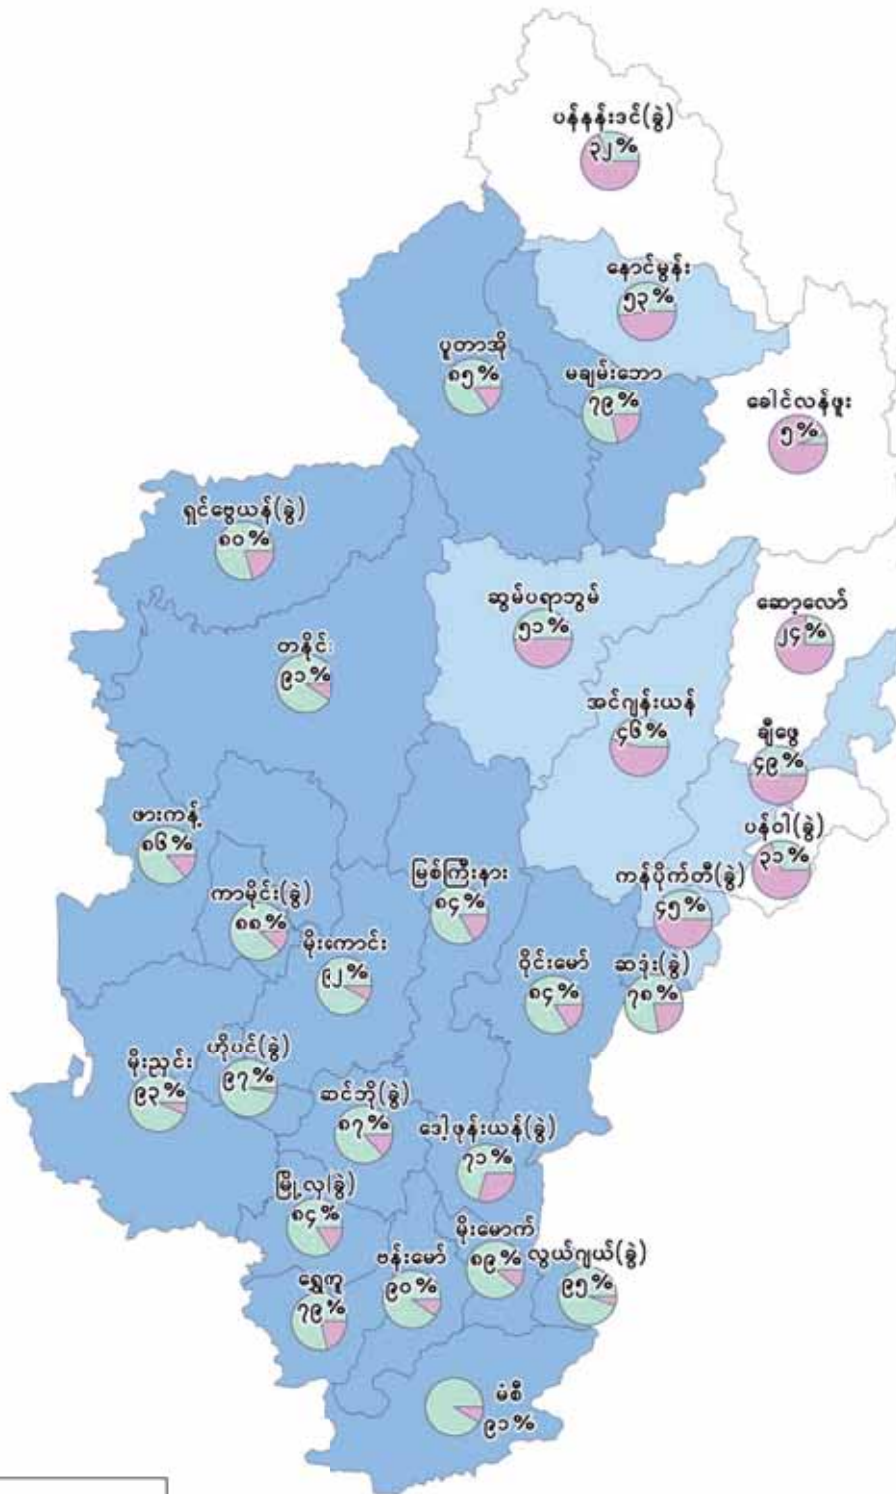 ပန်နန်းဒင်(ခွဲ)
၃၂%
နောင်မွန်း
၅၃%
ပူတာအို
၈၅%
မချမ်းဘော
၇၉%
ခေါင်လန်ဖူး
၅%
ရှင်ဗွေယန်(ခွဲ)
၈၀%
ဆွမ်ပရာဘွမ်
၅၁%
ဆော့လော်
၂၄%
တနိုင်း
၉၁%
အင်ဂျန်းယန်
၄၆%
ချီဖွေ
၄၉%
ဖားကန့်
၈၆%
ပန်ဝါ(ခွဲ)
၃၁%
မြစ်ကြီးနား
၈၄%
ကန်ပိုက်တီ(ခွဲ)
၄၅%
ကာမိုင်း(ခွဲ)
၈၈%
မိုးကောင်း
၉၂%
ဝိုင်းမော်
၈၄%
ဆဒုံး(ခွဲ)
၇၈%
မိုးညှင်း
၉၃%
ဟိုပင်(ခွဲ)
၉၇%
ဆင်ဘို(ခွဲ)
၈၇%
ဒေါ့ဖုန်းယန်(ခွဲ)
၇၁%
မြို့လှ(ခွဲ)
၈၄%
မိုးမောက်
၈၉%
လွယ်ဂျယ်(ခွဲ)
၉၅%
ဗန်းမော်
၉၀%
ရွှေကူ
၇၉%
မံစီ
၉၁%